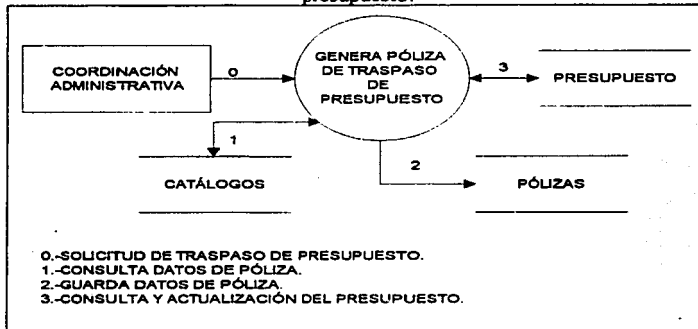 presupuesto.
COORDINACIÓN
ADMINISTRATIVA
0
GENERA PÓLIZA
DE TRASPASO
DE
PRESUPUESTO
3
PRESUPUESTO
1
CATÁLOGOS
2
PÓLIZAS
0.-SOLICITUD DE TRASPASO DE PRESUPUESTO.
1.-CONSULTA DATOS DE PÓLIZA.
2.-GUARDA DATOS DE PÓLIZA.
3.-CONSULTA Y ACTUALIZACIÓN DEL PRESUPUESTO.